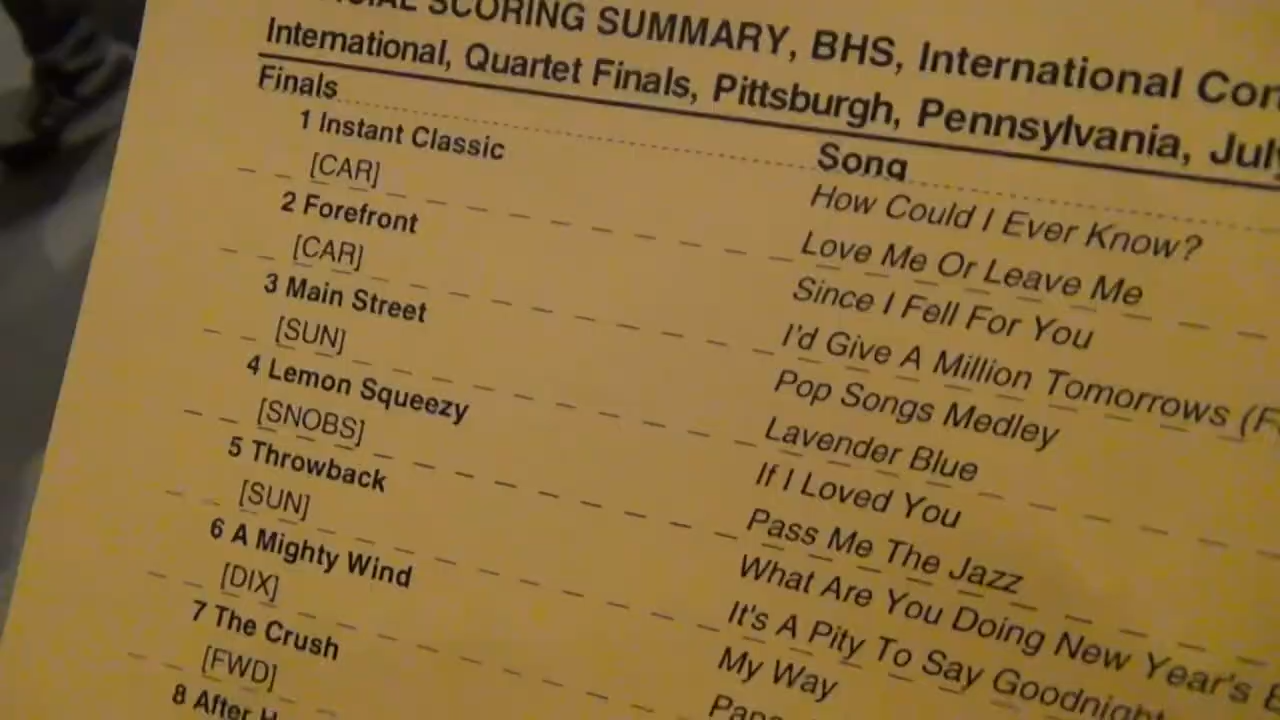 SCORING SUMMARY, BHS, International
International, Quartet Finals, Pittsburgh, Pennsylvania,
Finals
Song
1 Instant Classic
How Could I Ever Know?
[CAR]
Love Me Or Leave Me
2 Forefront
Since I Fell For You
[CAR]
I'd Give A Million Tomorrows
3 Main Street
Pop Songs Medley
[SUN]
Lavender Blue
4 Lemon Squeezy
If I Loved You
[SNOBS]
Pass Me The Jazz
5 Throwback
What Are You Doing New Year's
[SUN]
It's A Pity To Say Goodnight
6 A Mighty Wind
My Way
[DIX]
7 The Crush
[FWD]
8 After